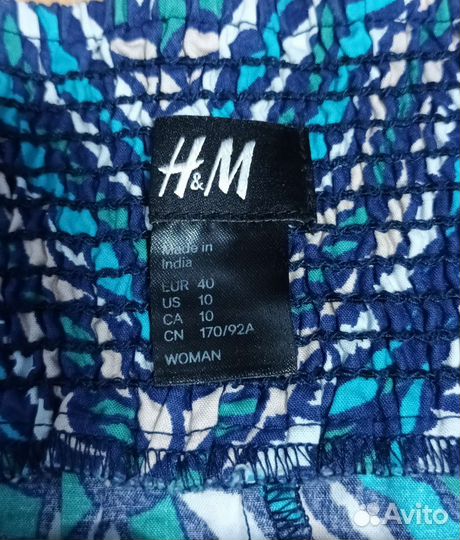 H&M
Made in
India
EUR 40
US 10
CA 10
CN 170/92A
WOMAN
Avito